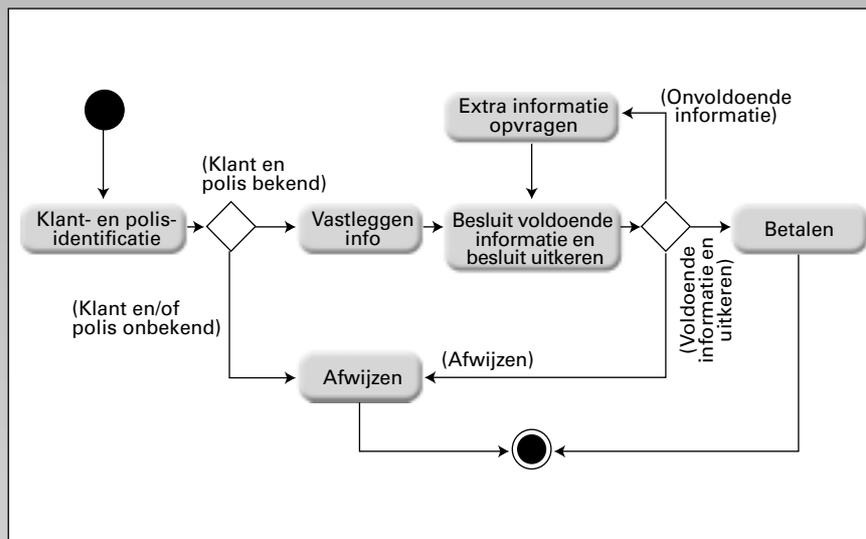 Extra informatie
opvragen
(Onvoldoende
informatie)
(Klant en
polis bekend)
Klant- en polis-
identificatie
Vastleggen
info
Besluit voldoende
informatie en
besluit uitkeren
Betalen
(Voldoende
informatie en
uitkeren)
(Klant en/of
polis onbekend)
Afwijzen
(Afwijzen)